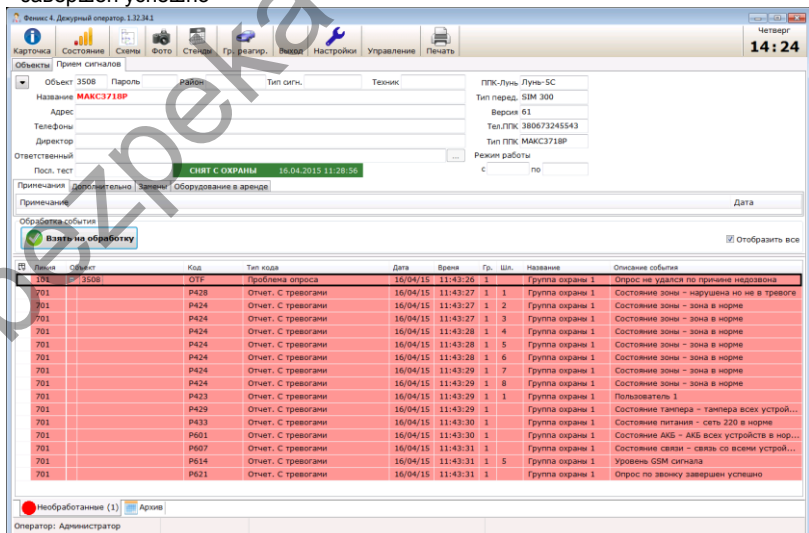 завершен успешно
Феникс 4. Дежурный оператор. 1.32.34.1
Карточка Состояние Схемы Фото Стенды Гр. реагир. Выход Настройки Управление Печать
Четверг
14:24
Объекты Прием сигналов
Объект 3508 Пароль Район Тип сигн. Техник ППК-Лунь Лунь-5С
Название МАКС3718Р Тип перед. SIM 300
Адрес Версия 61
Телефоны Тел.ППК 380673245543
Директор Тип ППК МАКС3718Р
Ответственный ... Режим работы
Посл. тест СНЯТ С ОХРАНЫ 16.04.2015 11:28:56 с по
Примечания Дополнительно Замены Оборудование в аренде
Примечание Дата
Обработка события
Взять на обработку Отобразить все
Линия Объект Код Тип кода Дата Время Гр. Шл. Название Описание события
101 3508 OTF Проблема опроса 16/04/15 11:43:26 1 Группа охраны 1 Опрос не удался по причине недозвона
701 P428 Отчет. С тревогами 16/04/15 11:43:27 1 1 Группа охраны 1 Состояние зоны – нарушена но не в тревоге
701 P424 Отчет. С тревогами 16/04/15 11:43:27 1 2 Группа охраны 1 Состояние зоны – зона в норме
701 P424 Отчет. С тревогами 16/04/15 11:43:27 1 3 Группа охраны 1 Состояние зоны – зона в норме
701 P424 Отчет. С тревогами 16/04/15 11:43:28 1 4 Группа охраны 1 Состояние зоны – зона в норме
701 P424 Отчет. С тревогами 16/04/15 11:43:28 1 5 Группа охраны 1 Состояние зоны – зона в норме
701 P424 Отчет. С тревогами 16/04/15 11:43:28 1 6 Группа охраны 1 Состояние зоны – зона в норме
701 P424 Отчет. С тревогами 16/04/15 11:43:29 1 7 Группа охраны 1 Состояние зоны – зона в норме
701 P424 Отчет. С тревогами 16/04/15 11:43:29 1 8 Группа охраны 1 Состояние зоны – зона в норме
701 P423 Отчет. С тревогами 16/04/15 11:43:29 1 1 Группа охраны 1 Пользователь 1
701 P429 Отчет. С тревогами 16/04/15 11:43:29 1 Группа охраны 1 Состояние тампера – тампера всех устрой...
701 P433 Отчет. С тревогами 16/04/15 11:43:30 1 Группа охраны 1 Состояние питания - сеть 220 в норме
701 P601 Отчет. С тревогами 16/04/15 11:43:30 1 Группа охраны 1 Состояние АКБ – АКБ всех устройств в нор...
701 P607 Отчет. С тревогами 16/04/15 11:43:31 1 Группа охраны 1 Состояние связи – связь со всеми устрой...
701 P614 Отчет. С тревогами 16/04/15 11:43:31 1 5 Группа охраны 1 Уровень GSM сигнала
701 P621 Отчет. С тревогами 16/04/15 11:43:31 1 Группа охраны 1 Опрос по звонку завершен успешно
Необработанные (1) Архив
Оператор: Администратор
bezpeka